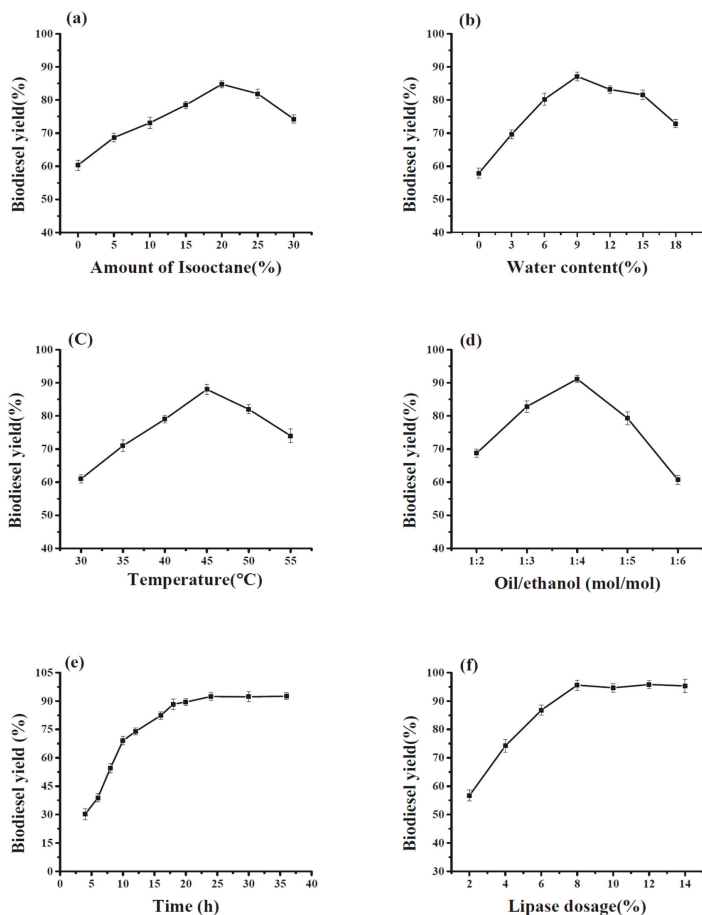 (a)
Biodiesel yield(%)
100
90
80
70
60
50
40
0 5 10 15 20 25 30
Amount of Isooctane(%)
(b)
Biodiesel yield(%)
100
90
80
70
60
50
40
0 3 6 9 12 15 18
Water content(%)
(C)
Biodiesel yield(%)
100
90
80
70
60
50
40
30 35 40 45 50 55
Temperature(°C)
(d)
Biodiesel yield(%)
100
90
80
70
60
50
40
1:2 1:3 1:4 1:5 1:6
Oil/ethanol (mol/mol)
(e)
Biodiesel yield (%)
105
90
75
60
45
30
15
0
0 5 10 15 20 25 30 35 40
Time (h)
(f)
Biodiesel yield(%)
100
90
80
70
60
50
40
30
2 4 6 8 10 12 14
Lipase dosage(%)